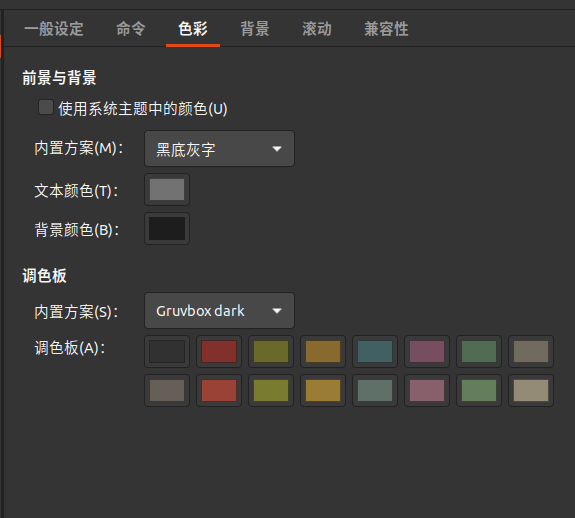 一般设定 命令 色彩 背景 滚动 兼容性
前景与背景
使用系统主题中的颜色(U)
内置方案(M)： 黑底灰字
文本颜色(T)：
背景颜色(B)：
调色板
内置方案(S)： Gruvbox dark
调色板(A)：